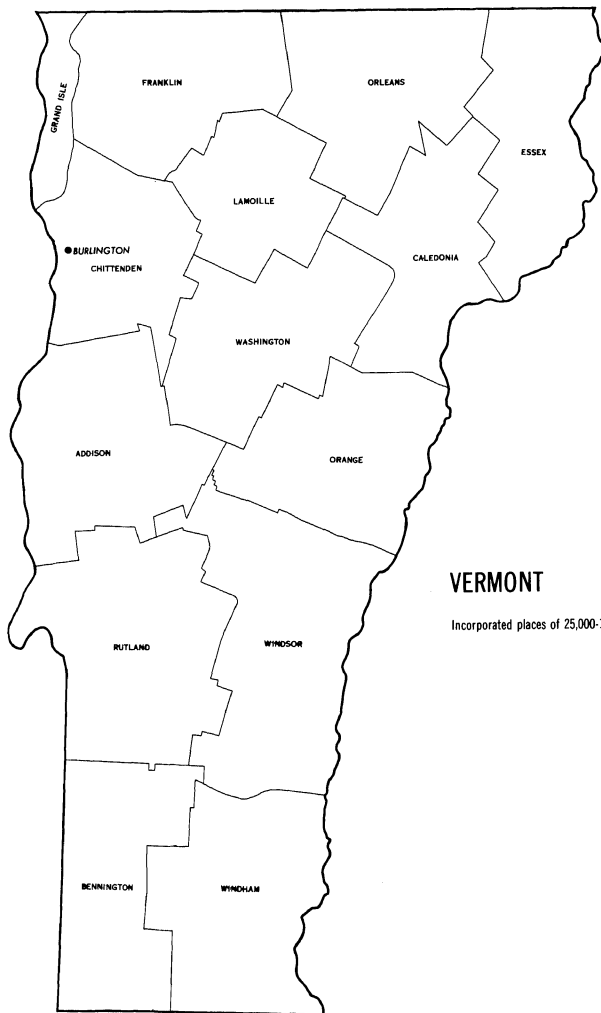 FRANKLIN
ORLEANS
GRAND ISLE
ESSEX
LAMOILLE
BURLINGTON
CHITTENDEN
CALEDONIA
WASHINGTON
ADDISON
ORANGE
VERMONT
Incorporated places of 25,000-
RUTLAND
WINDSOR
BENNINGTON
WINDHAM